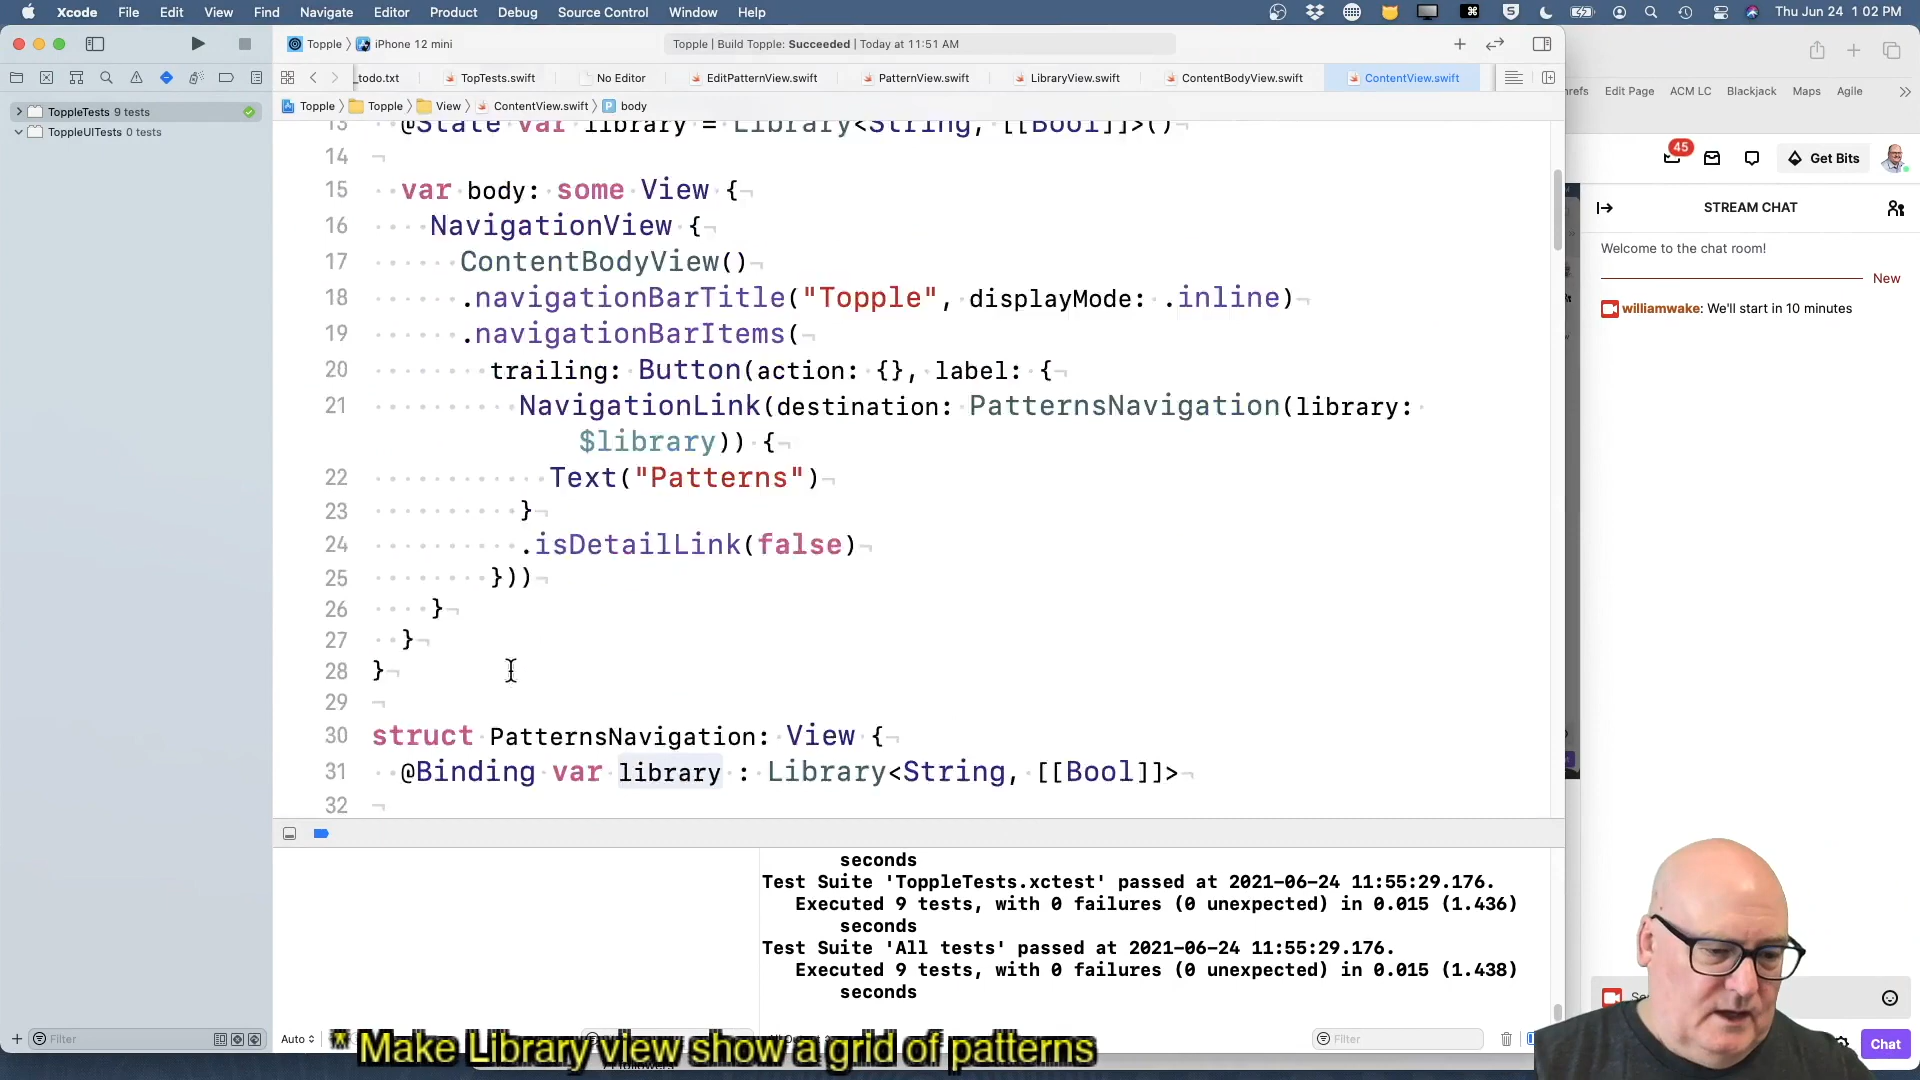 Xcode File Edit View Find Navigate Editor Product Debug Source Control Window Help
Thu Jun 24 1 02 PM
Topple iPhone 12 mini
Topple | Build Topple: Succeeded | Today at 11:51 AM
_todo.txt TopTests.swift No Editor EditPatternView.swift PatternView.swift LibraryView.swift ContentBodyView.swift ContentView.swift
Edit Page ACM LC Blackjack Maps Agile
Topple Topple View ContentView.swift body
ToppleTests 9 tests
ToppleUITests 0 tests
13 @State var library = Library<String, [[Bool]]>()
14
15 var body: some View {
16 NavigationView {
17 ContentBodyView()
18 .navigationBarTitle("Topple", displayMode: .inline)
19 .navigationBarItems(
20 trailing: Button(action: {}, label: {
21 NavigationLink(destination: PatternsNavigation(library:
$library)) {
22 Text("Patterns")
23 }
24 .isDetailLink(false)
25 }))
26 }
27 }
28 }
29
30 struct PatternsNavigation: View {
31 @Binding var library : Library<String, [[Bool]]>
32
45
Get Bits
STREAM CHAT
Welcome to the chat room!
New
williamwake: We'll start in 10 minutes
seconds
Test Suite 'ToppleTests.xctest' passed at 2021-06-24 11:55:29.176.
Executed 9 tests, with 0 failures (0 unexpected) in 0.015 (1.436)
seconds
Test Suite 'All tests' passed at 2021-06-24 11:55:29.176.
Executed 9 tests, with 0 failures (0 unexpected) in 0.015 (1.438)
seconds
Filter
Auto
Filter
Chat
* Make Library view show a grid of patterns